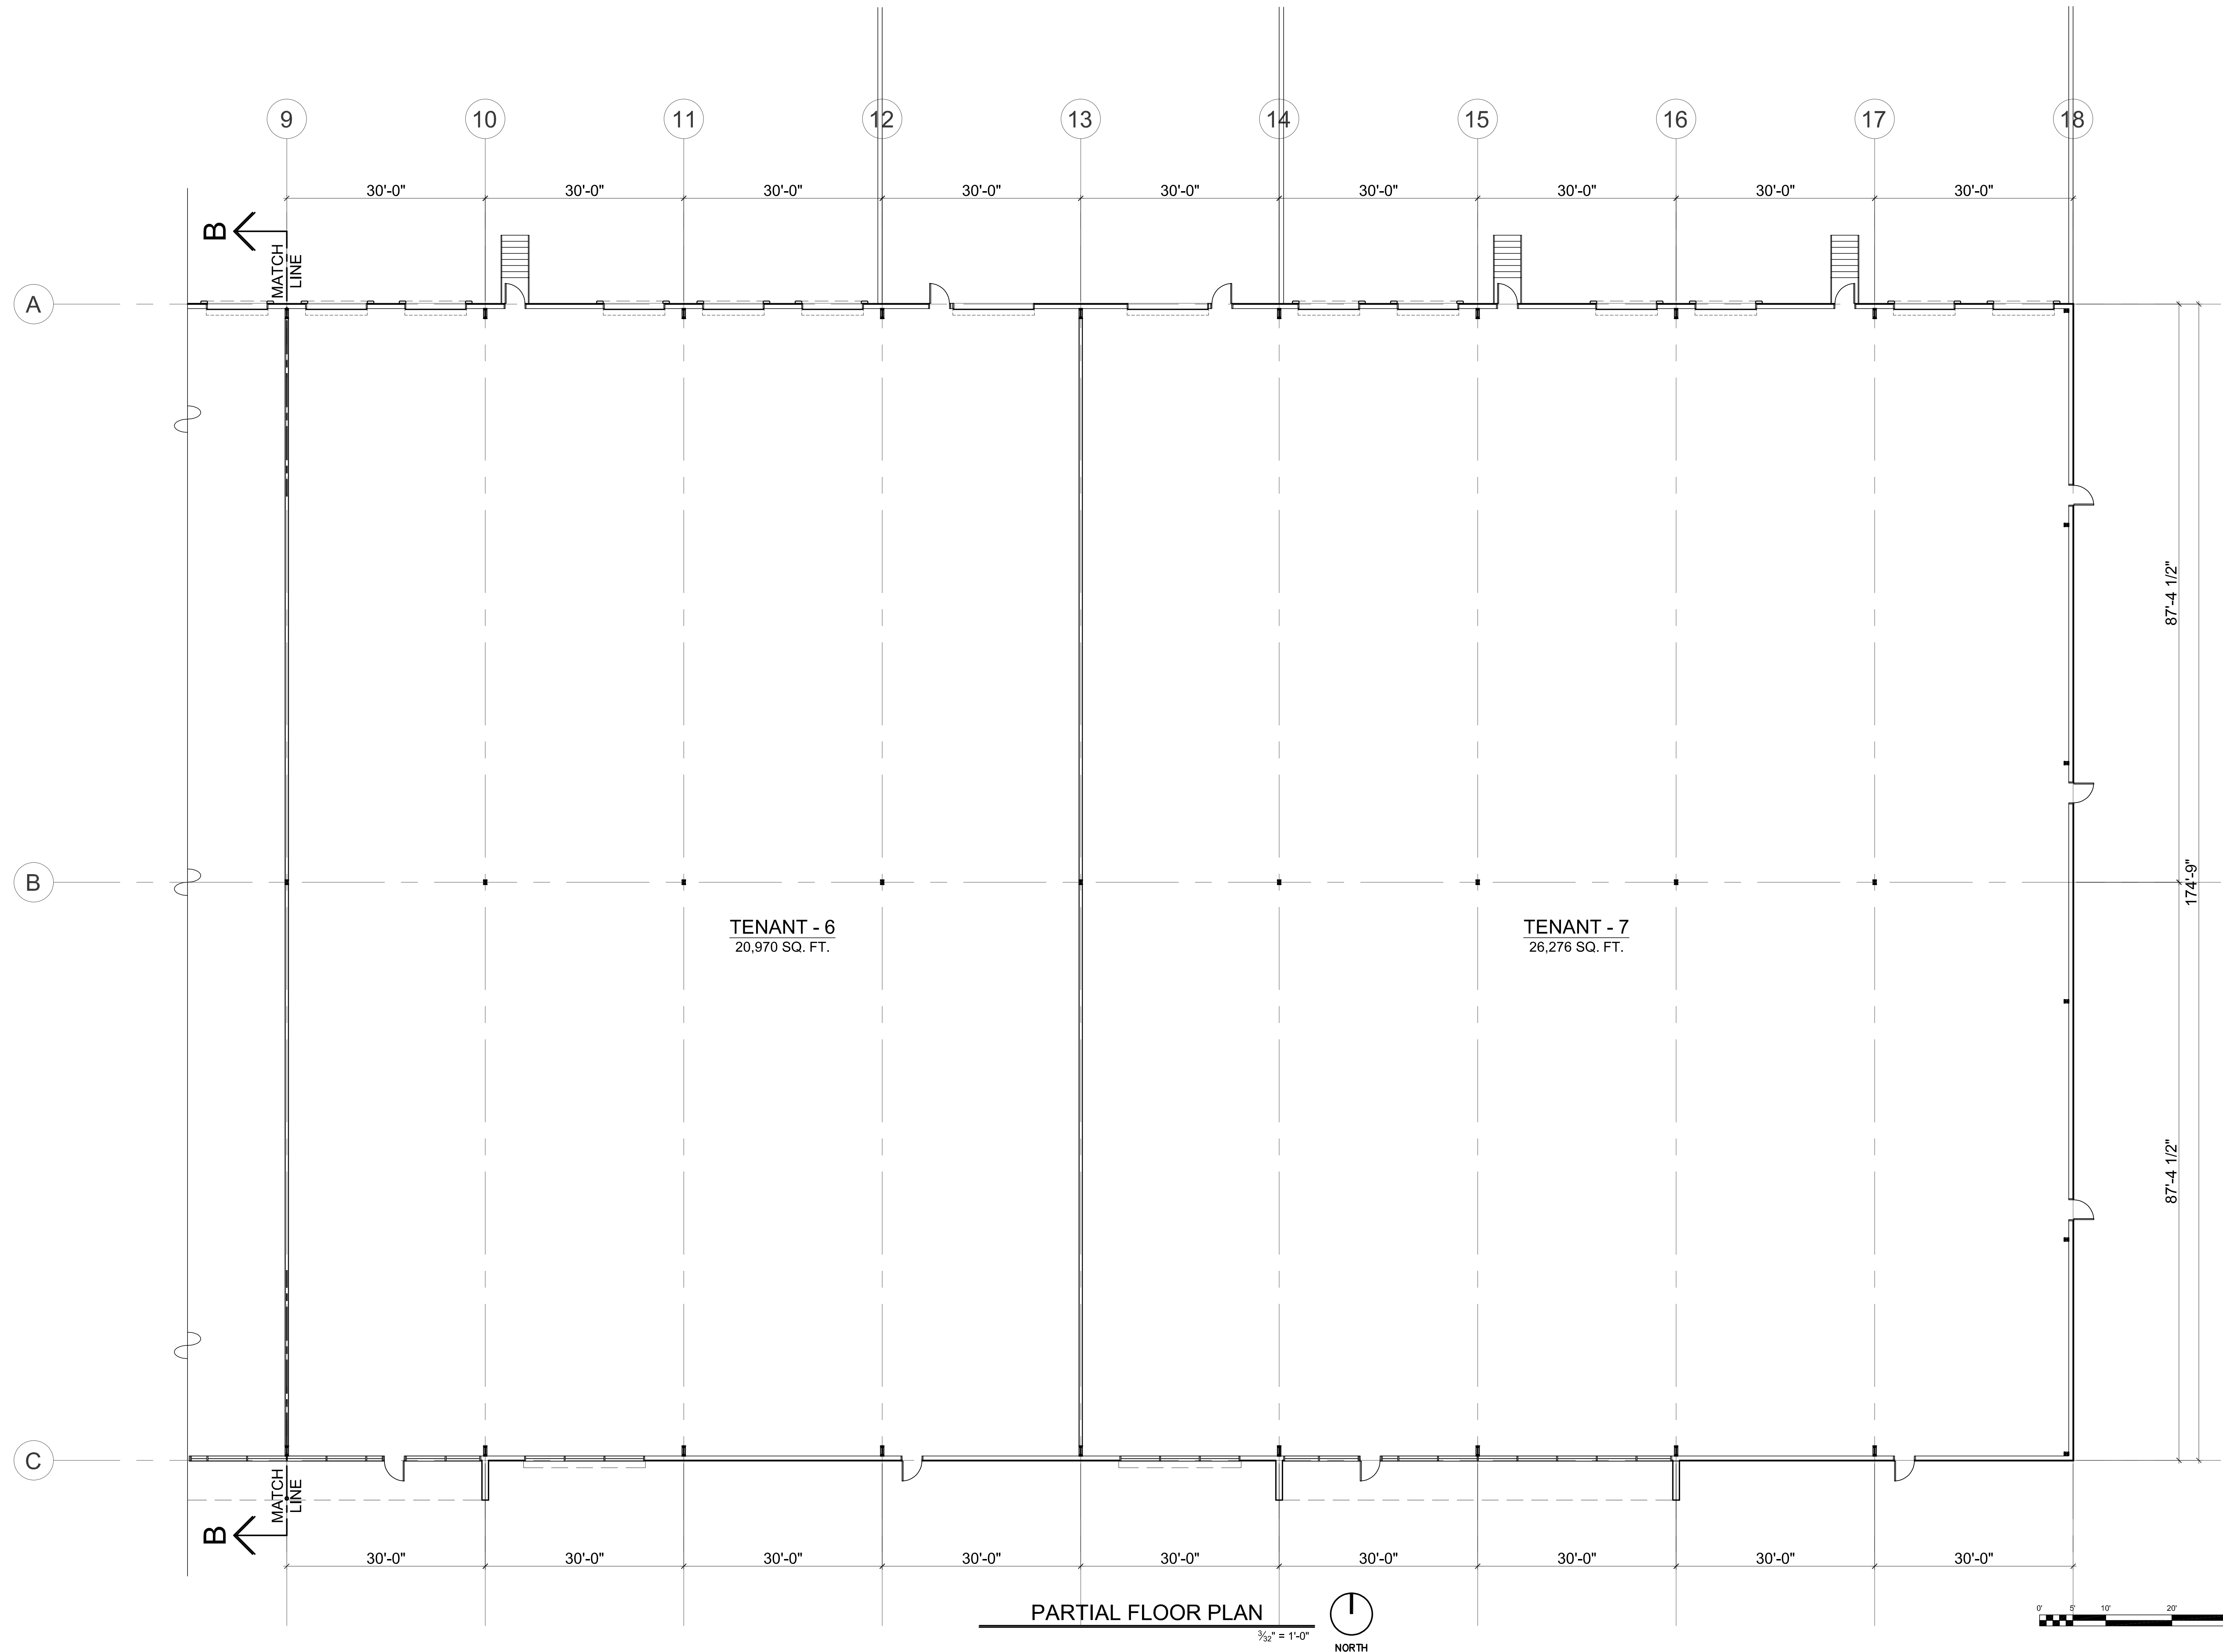 9 10 11 12 13 14 15 16 17 18
30'-0" 30'-0" 30'-0" 30'-0" 30'-0" 30'-0" 30'-0" 30'-0" 30'-0"
B
MATCH
LINE
A
87'-4 1/2"
B
174'-9"
TENANT - 6
20,970 SQ. FT.
TENANT - 7
26,276 SQ. FT.
87'-4 1/2"
C
MATCH
LINE
B
30'-0" 30'-0" 30'-0" 30'-0" 30'-0" 30'-0" 30'-0" 30'-0" 30'-0"
PARTIAL FLOOR PLAN
3/32" = 1'-0"
NORTH
0' 5' 10' 20'